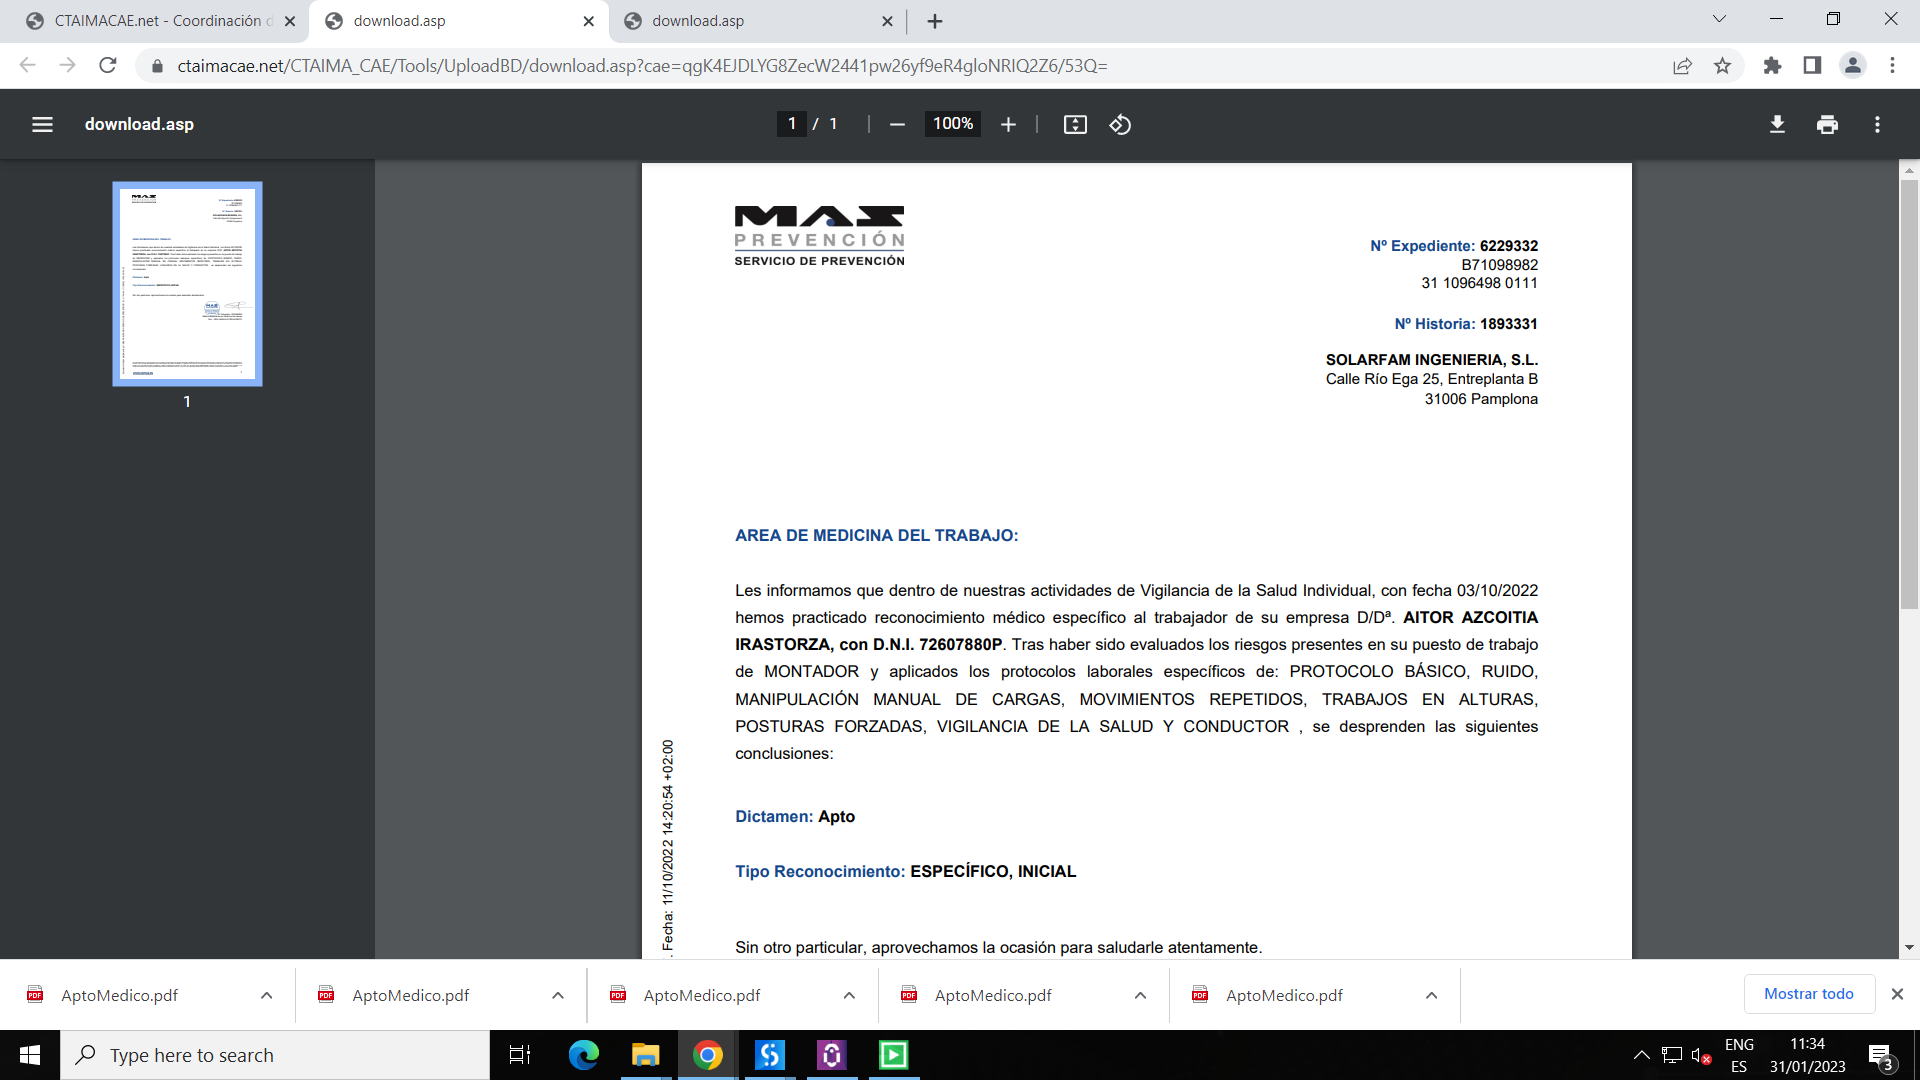 CTAIMACAE.net - Coordinación d
download.asp
download.asp
ctaimacae.net/CTAIMA_CAE/Tools/UploadBD/download.asp?cae=qgK4EJDLYG8ZecW2441pw26yf9eR4gloNRIQ2Z6/53Q=
download.asp
1 / 1
100%
1
MAZ
PREVENCIÓN
SERVICIO DE PREVENCIÓN
Nº Expediente: 6229332
B71098982
31 1096498 0111
Nº Historia: 1893331
SOLARFAM INGENIERIA, S.L.
Calle Río Ega 25, Entreplanta B
31006 Pamplona
AREA DE MEDICINA DEL TRABAJO:
Les informamos que dentro de nuestras actividades de Vigilancia de la Salud Individual, con fecha 03/10/2022
hemos practicado reconocimiento médico específico al trabajador de su empresa D/Dª. AITOR AZCOITIA
IRASTORZA, con D.N.I. 72607880P. Tras haber sido evaluados los riesgos presentes en su puesto de trabajo
de MONTADOR y aplicados los protocolos laborales específicos de: PROTOCOLO BÁSICO, RUIDO,
MANIPULACIÓN MANUAL DE CARGAS, MOVIMIENTOS REPETIDOS, TRABAJOS EN ALTURAS,
POSTURAS FORZADAS, VIGILANCIA DE LA SALUD Y CONDUCTOR , se desprenden las siguientes
conclusiones:
Dictamen: Apto
Tipo Reconocimiento: ESPECÍFICO, INICIAL
Sin otro particular, aprovechamos la ocasión para saludarle atentamente.
. Fecha: 11/10/2022 14:20:54 +02:00
AptoMedico.pdf
AptoMedico.pdf
AptoMedico.pdf
AptoMedico.pdf
AptoMedico.pdf
Mostrar todo
Type here to search
ENG
ES
11:34
31/01/2023
3